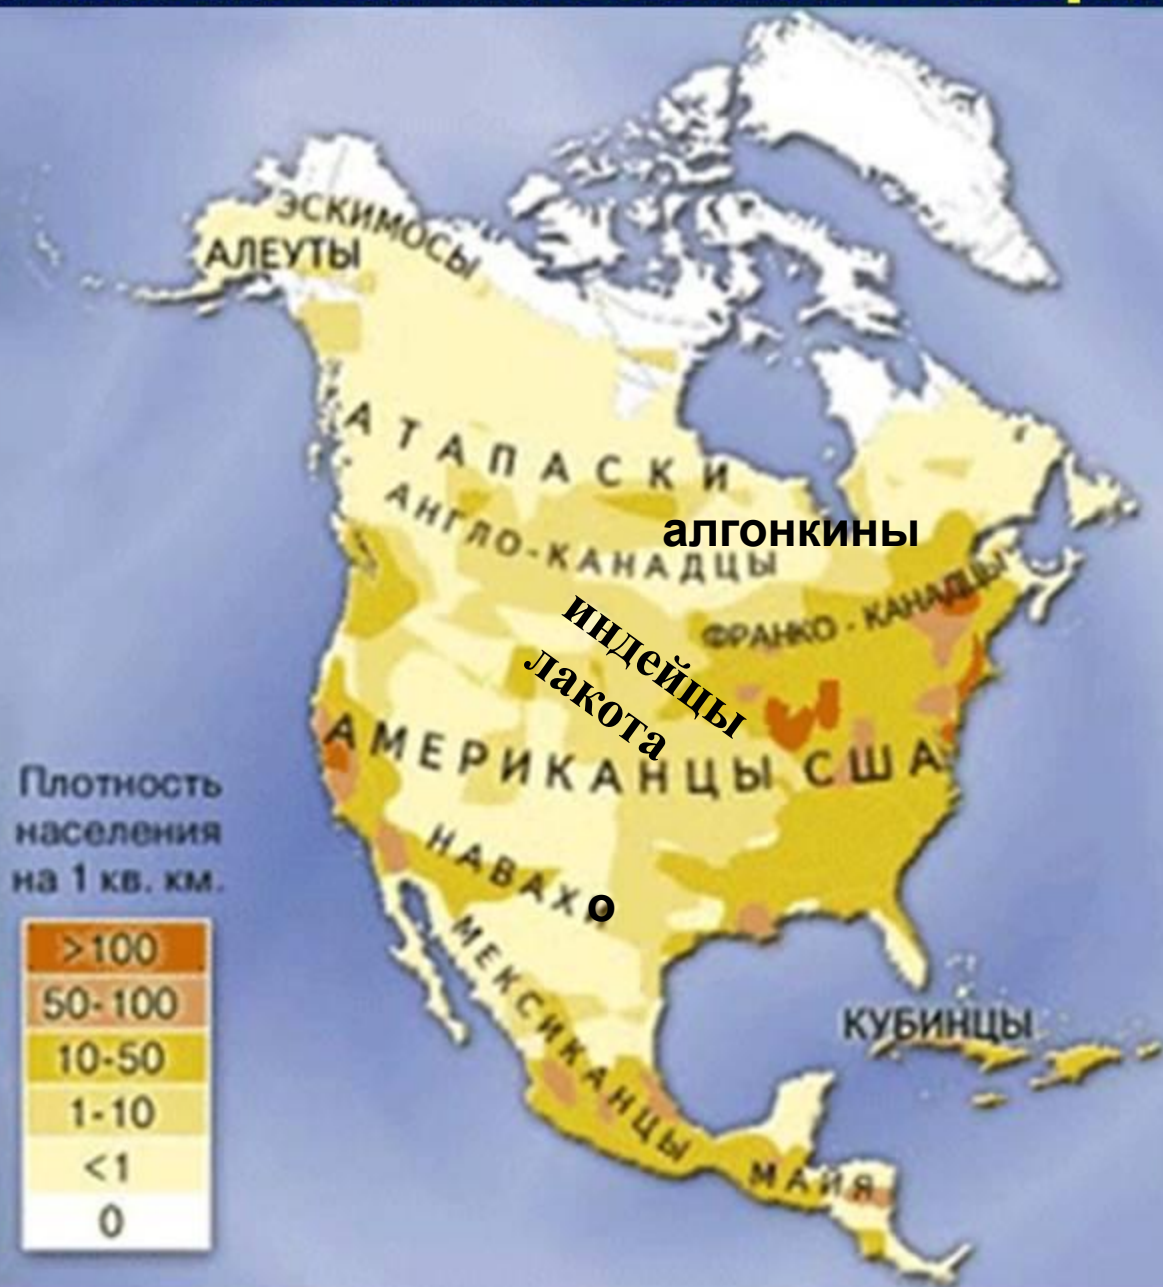 ЭСКИМОСЫ
АЛЕУТЫ
АТАПАСКИ
АНГЛО-КАНАДЦЫ
алгонкины
ФРАНКО - КАНАДЦЫ
индейцы
лакота
АМЕРИКАНЦЫ США
НАВАХо
МЕКСИКАНЦЫ
КУБИНЦЫ
МАЙЯ
Плотность
населения
на 1 кв. км.
>100
50-100
10-50
1-10
<1
0